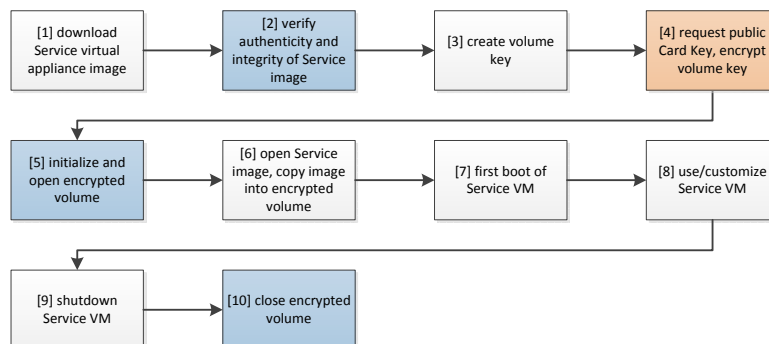 [1] download
Service virtual
appliance image
[2] verify
authenticity and
integrity of Service
image
[3] create volume
key
[4] request public
Card Key, encrypt
volume key
[5] initialize and
open encrypted
volume
[6] open Service
image, copy image
into encrypted
volume
[7] first boot of
Service VM
[8] use/customize
Service VM
[9] shutdown
Service VM
[10] close encrypted
volume